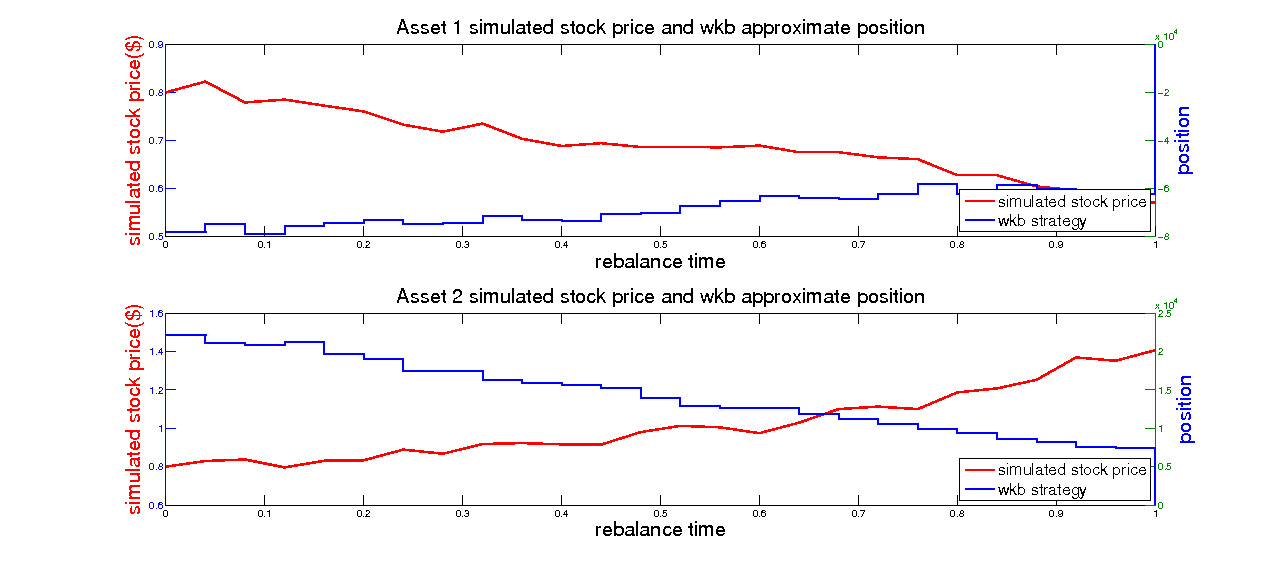 Asset 1 simulated stock price and wkb approximate position
x 10^4
0.9
0.8
0.7
0.6
0.5
simulated stock price($)
0
−2
−4
−6
−8
position
simulated stock price
wkb strategy
0 0.1 0.2 0.3 0.4 0.5 0.6 0.7 0.8 0.9 1
rebalance time
Asset 2 simulated stock price and wkb approximate position
x 10^4
1.6
1.4
1.2
1
0.8
0.6
simulated stock price($)
2.5
2
1.5
1
0.5
0
position
simulated stock price
wkb strategy
0 0.1 0.2 0.3 0.4 0.5 0.6 0.7 0.8 0.9 1
rebalance time